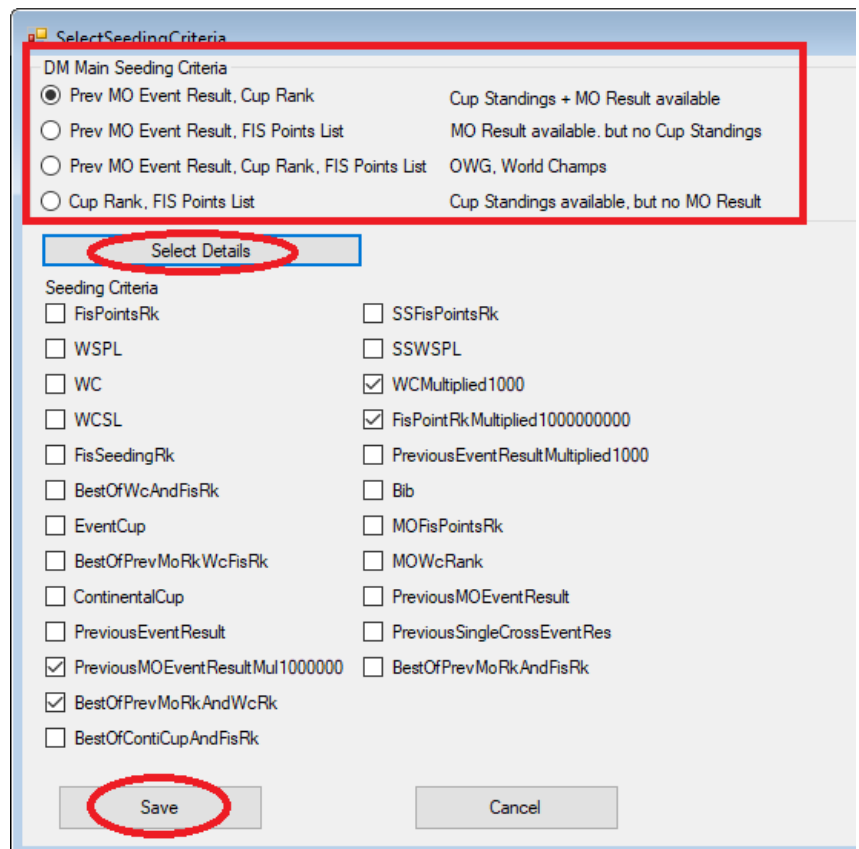 SelectSeedingCriteria
DM Main Seeding Criteria
Prev MO Event Result, Cup Rank Cup Standings + MO Result available
Prev MO Event Result, FIS Points List MO Result available. but no Cup Standings
Prev MO Event Result, Cup Rank, FIS Points List OWG, World Champs
Cup Rank, FIS Points List Cup Standings available, but no MO Result
Select Details
Seeding Criteria
FisPointsRk SSFisPointsRk
WSPL SSWSPL
WC WCMultiplied1000
WCSL FisPointRkMultiplied1000000000
FisSeedingRk PreviousEventResultMultiplied1000
BestOfWcAndFisRk Bib
EventCup MOFisPointsRk
BestOfPrevMoRkWcFisRk MOWcRank
ContinentalCup PreviousMOEventResult
PreviousEventResult PreviousSingleCrossEventRes
PreviousMOEventResultMul1000000 BestOfPrevMoRkAndFisRk
BestOfPrevMoRkAndWcRk
BestOfContiCupAndFisRk
Save Cancel